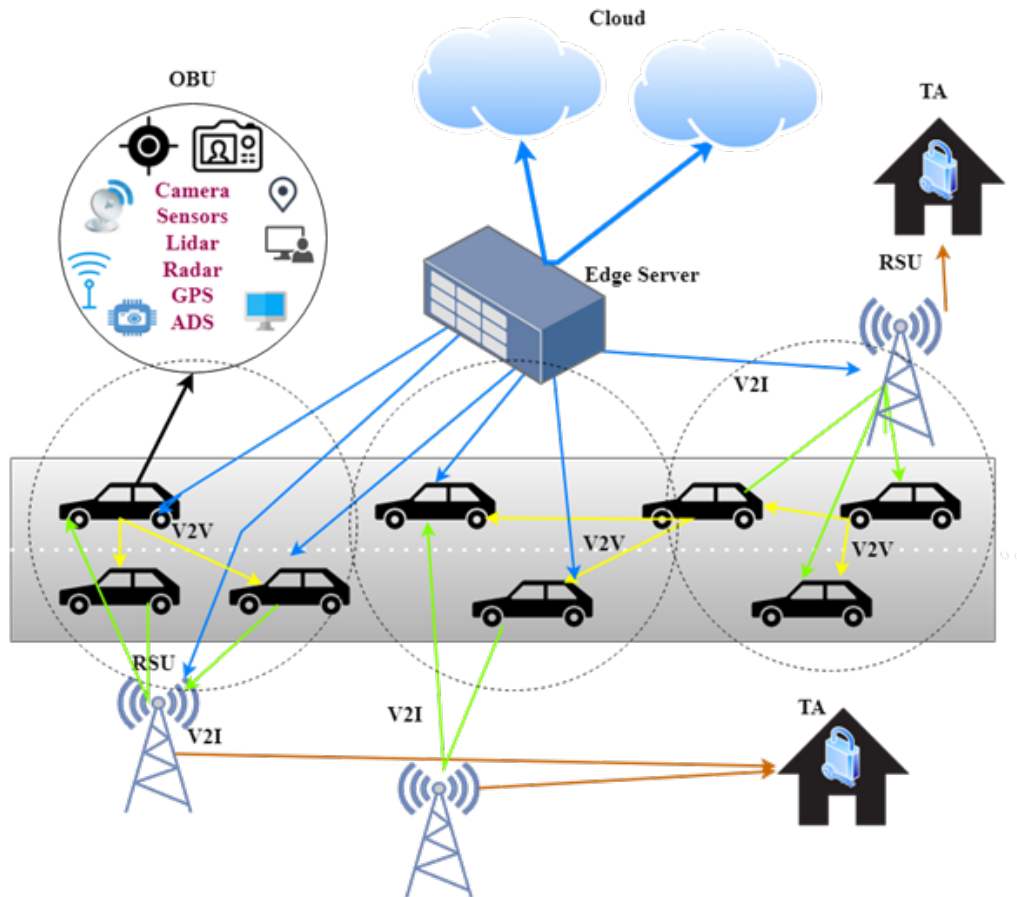 Cloud
OBU
TA
Camera
Sensors
Lidar
Radar
GPS
ADS
Edge Server
RSU
V2I
V2V
V2V
V2V
RSU
V2I
V2I
TA